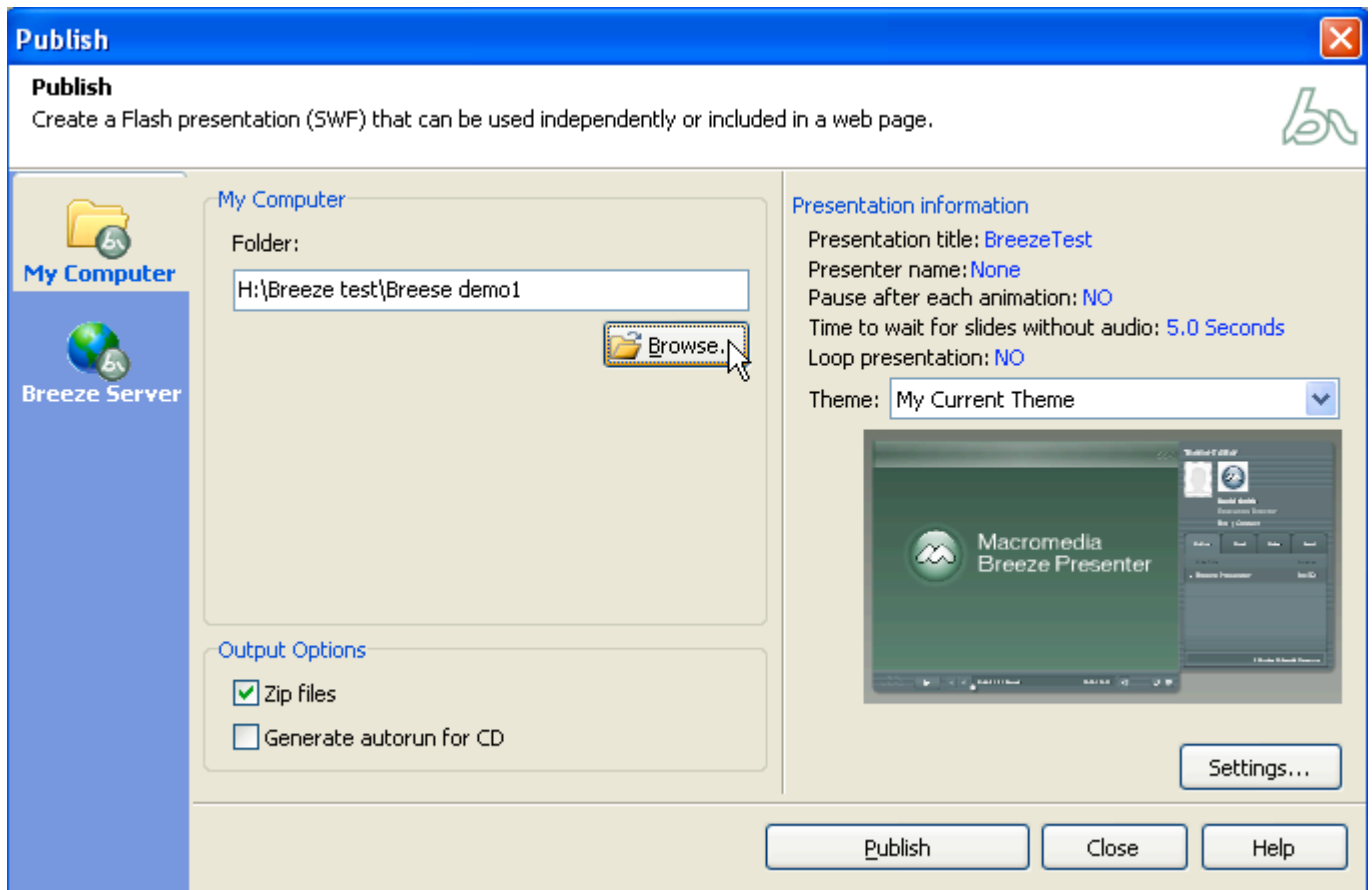 Publish
Publish
Create a Flash presentation (SWF) that can be used independently or included in a web page.
My Computer
Breeze Server
My Computer
Folder:
H:\Breeze test\Breese demo1
Browse..
Output Options
Zip files
Generate autorun for CD
Presentation information
Presentation title: BreezeTest
Presenter name: None
Pause after each animation: NO
Time to wait for slides without audio: 5.0 Seconds
Loop presentation: NO
Theme: My Current Theme
Macromedia
Breeze Presenter
Settings...
Publish
Close
Help